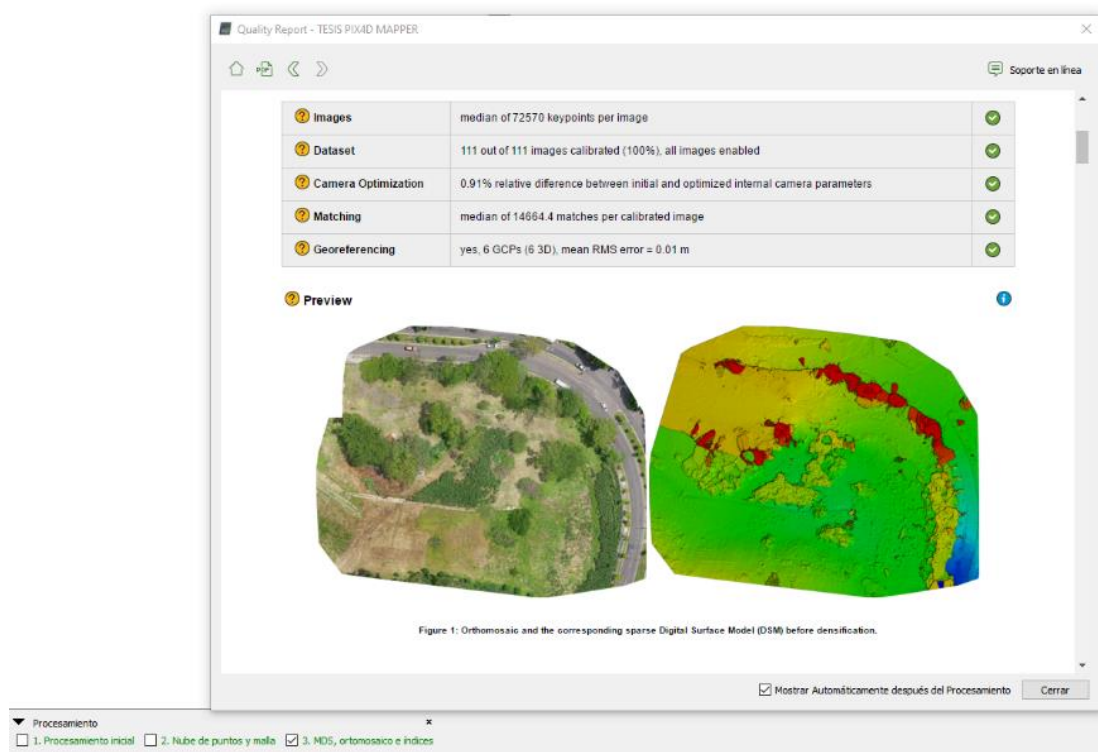 Quality Report - TESIS PIX4D MAPPER
PDF
Soporte en línea
Images median of 72570 keypoints per image
Dataset 111 out of 111 images calibrated (100%), all images enabled
Camera Optimization 0.91% relative difference between initial and optimized internal camera parameters
Matching median of 14664.4 matches per calibrated image
Georeferencing yes, 6 GCPs (6 3D), mean RMS error = 0.01 m
Preview
Figure 1: Orthomosaic and the corresponding sparse Digital Surface Model (DSM) before densification.
Mostrar Automáticamente después del Procesamiento Cerrar
Procesamiento
1. Procesamiento inicial 2. Nube de puntos y malla 3. MDS, ortomosaico e índices